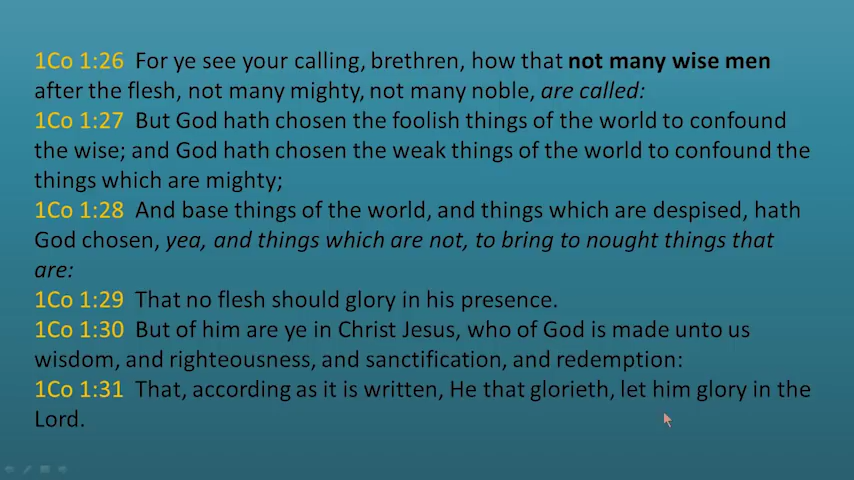 1Co 1:26 For ye see your calling, brethren, how that not many wise men
after the flesh, not many mighty, not many noble, are called:
1Co 1:27 But God hath chosen the foolish things of the world to confound
the wise; and God hath chosen the weak things of the world to confound the
things which are mighty;
1Co 1:28 And base things of the world, and things which are despised, hath
God chosen, yea, and things which are not, to bring to nought things that
are:
1Co 1:29 That no flesh should glory in his presence.
1Co 1:30 But of him are ye in Christ Jesus, who of God is made unto us
wisdom, and righteousness, and sanctification, and redemption:
1Co 1:31 That, according as it is written, He that glorieth, let him glory in the
Lord.